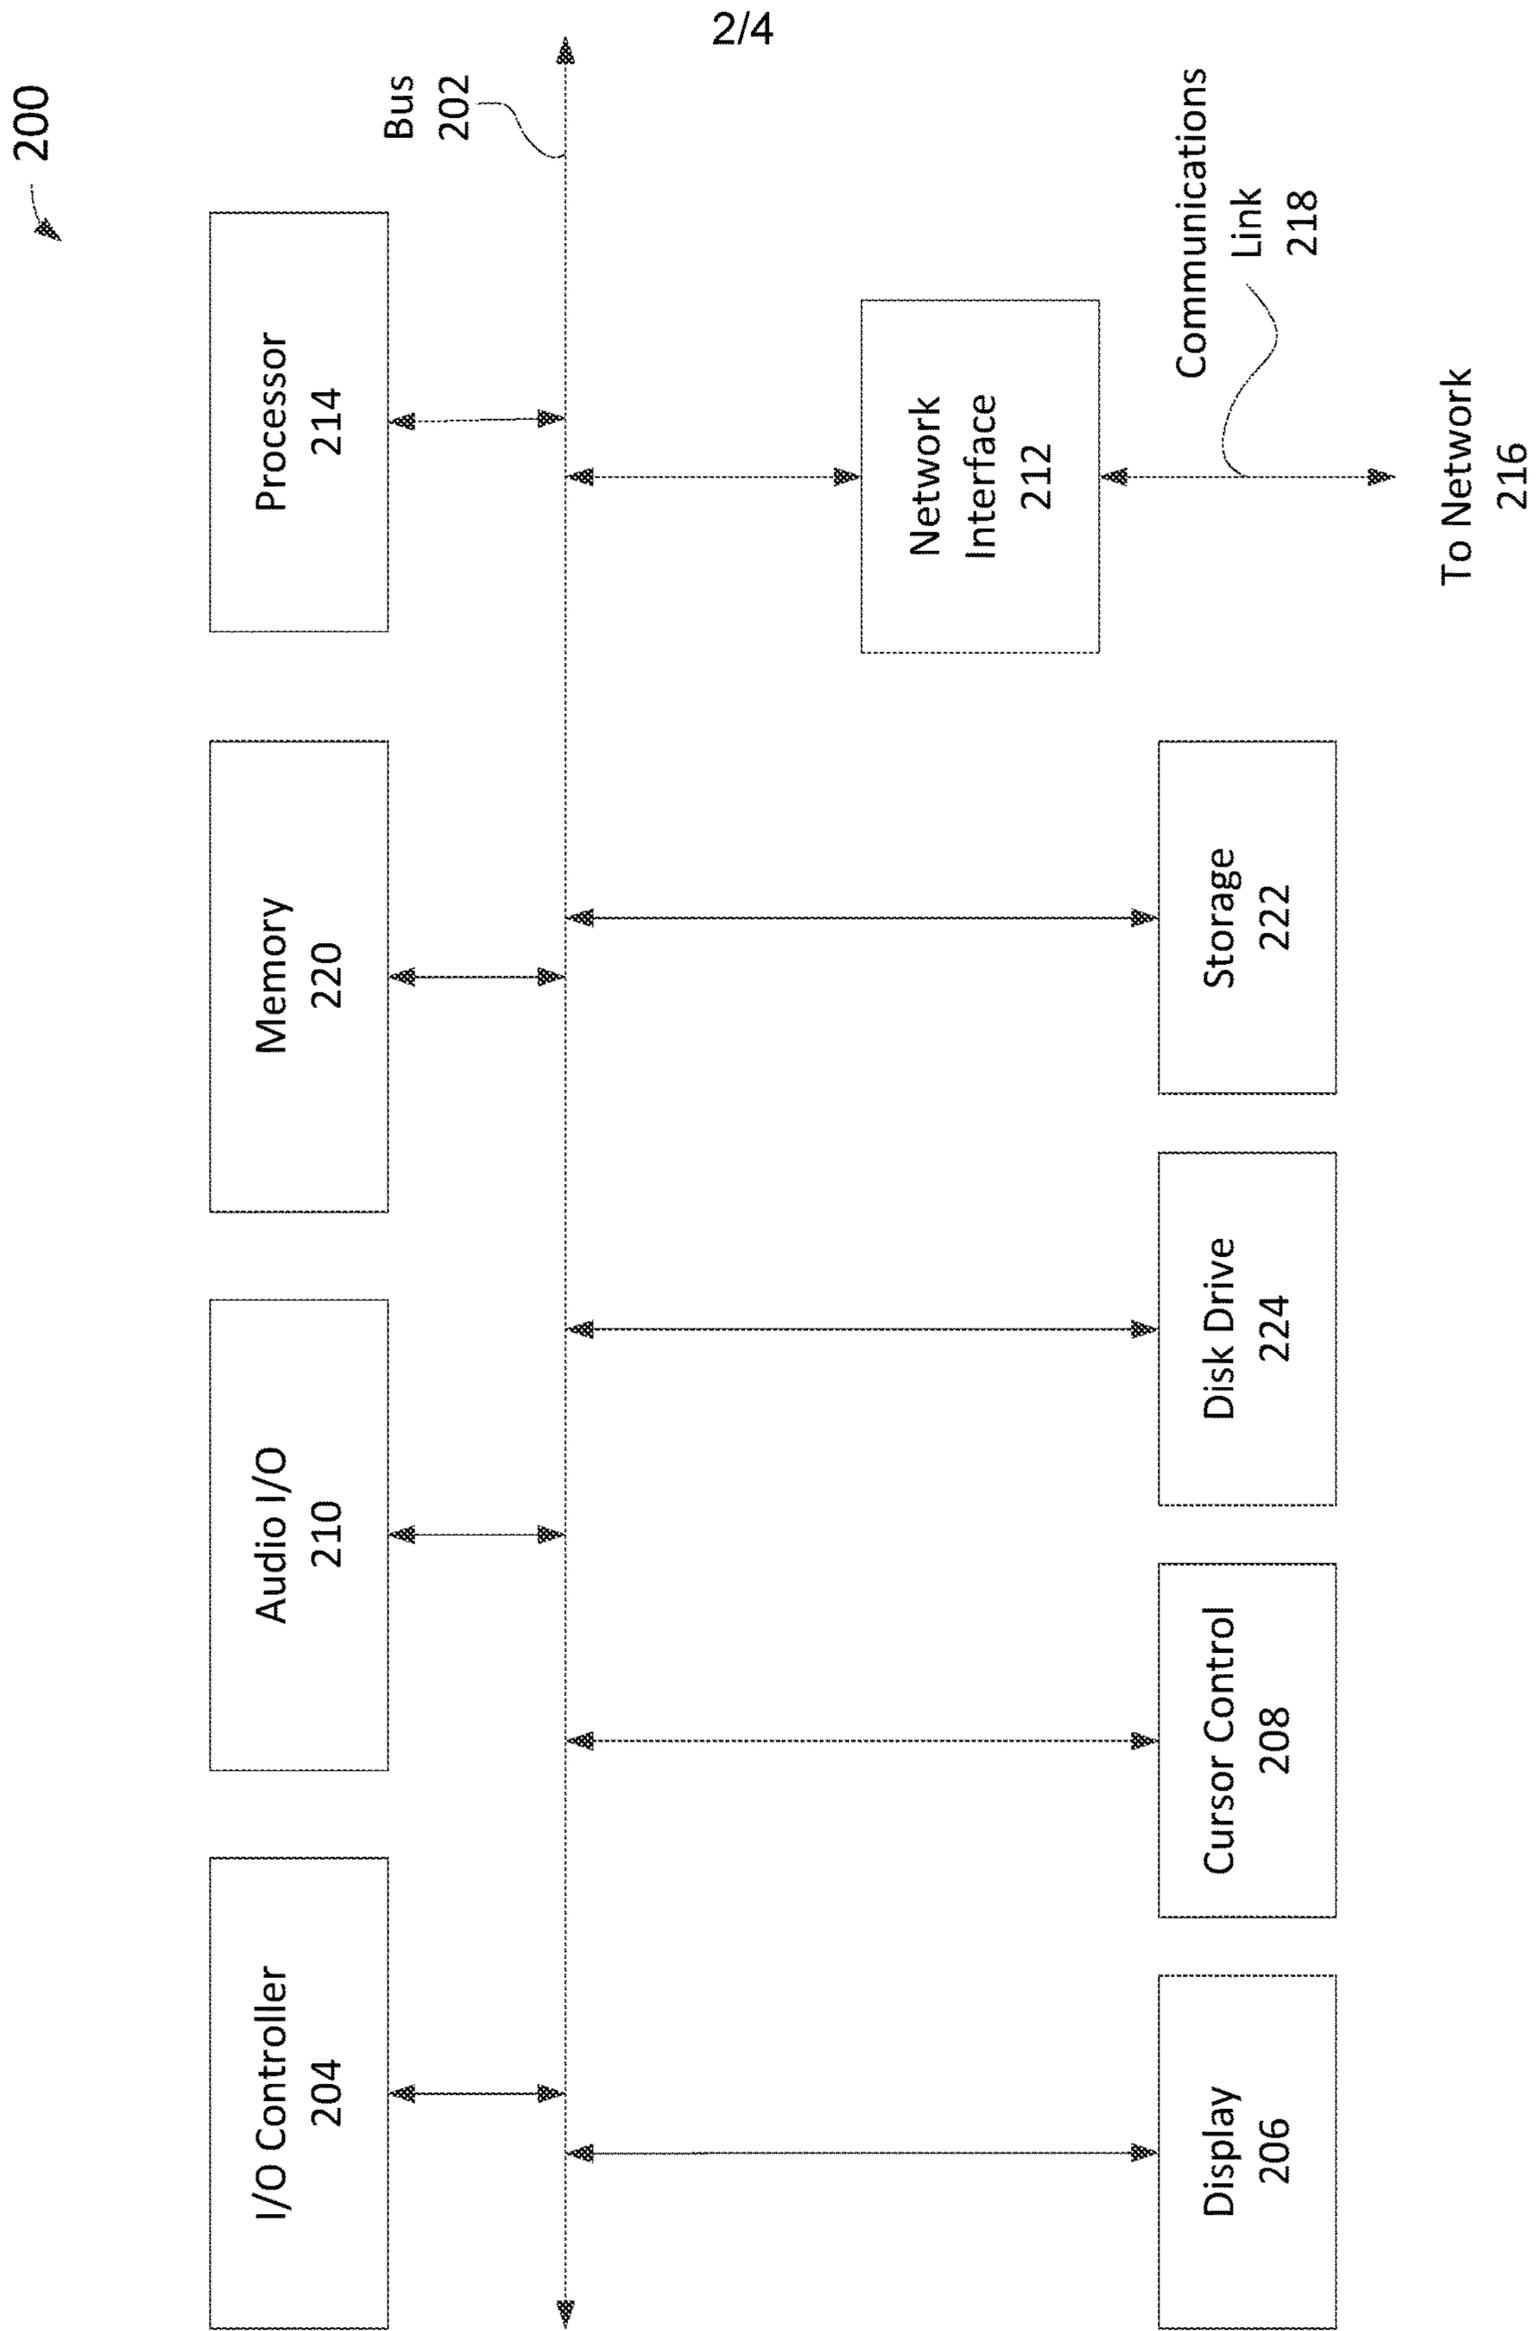 2/4
200
I/O Controller
204
Audio I/O
210
Memory
220
Processor
214
Bus
202
Network
Interface
212
Communications
Link
218
To Network
216
Display
206
Cursor Control
208
Disk Drive
224
Storage
222